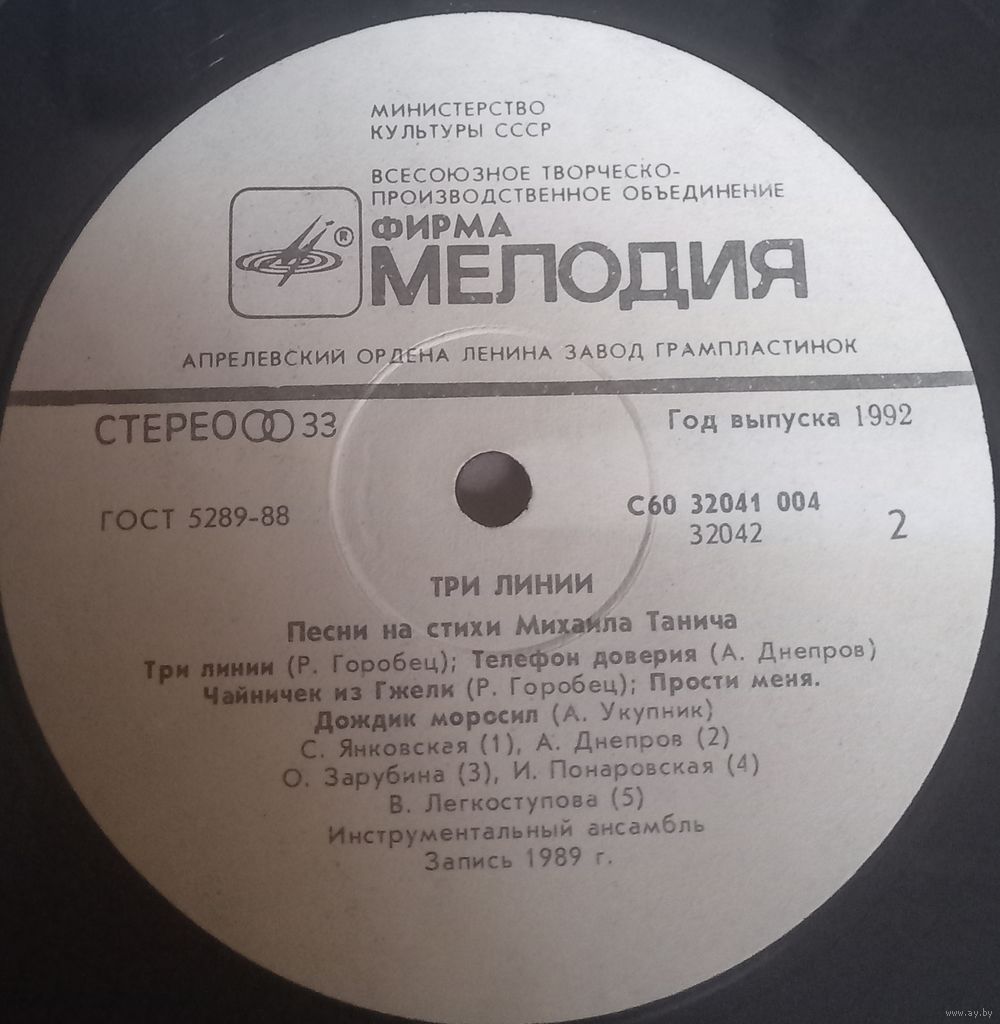 МИНИСТЕРСТВО
КУЛЬТУРЫ СССР
ВСЕСОЮЗНОЕ ТВОРЧЕСКО-
ПРОИЗВОДСТВЕННОЕ ОБЪЕДИНЕНИЕ
®
ФИРМА
МЕЛОДИЯ
АПРЕЛЕВСКИЙ ОРДЕНА ЛЕНИНА ЗАВОД ГРАМПЛАСТИНОК
СТЕРЕО 33
Год выпуска 1992
ГОСТ 5289-88
С60 32041 004
32042
2
ТРИ ЛИНИИ
Песни на стихи Михаила Танича
Три линии (Р. Горобец); Телефон доверия (А. Днепров)
Чайничек из Гжели (Р. Горобец); Прости меня.
Дождик моросил (А. Укупник)
С. Янковская (1), А. Днепров (2)
О. Зарубина (3), И. Понаровская (4)
В. Легкоступова (5)
Инструментальный ансамбль
Запись 1989 г.
www.ay.by